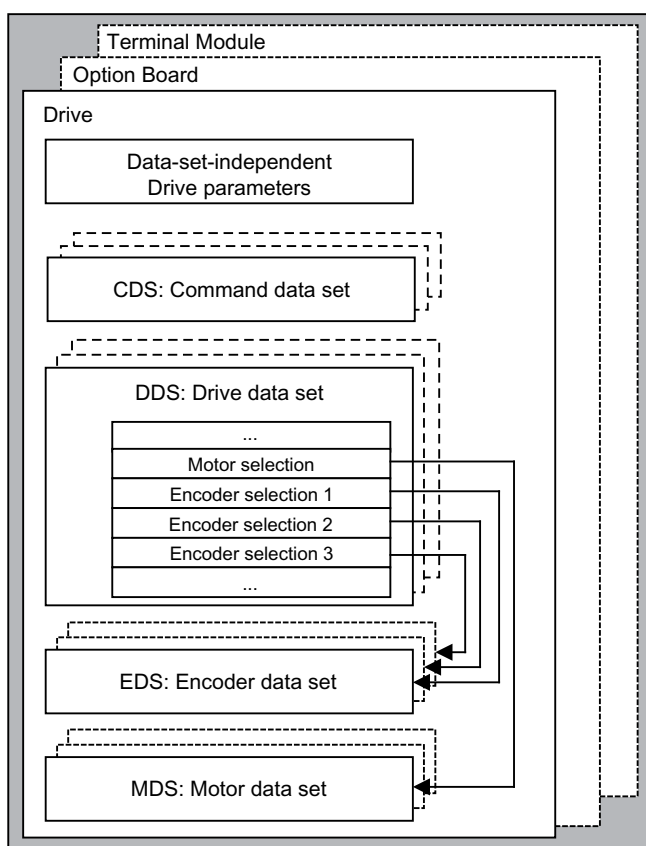 Terminal Module
Option Board
Drive
Data-set-independent
Drive parameters
CDS: Command data set
DDS: Drive data set
...
Motor selection
Encoder selection 1
Encoder selection 2
Encoder selection 3
...
EDS: Encoder data set
MDS: Motor data set